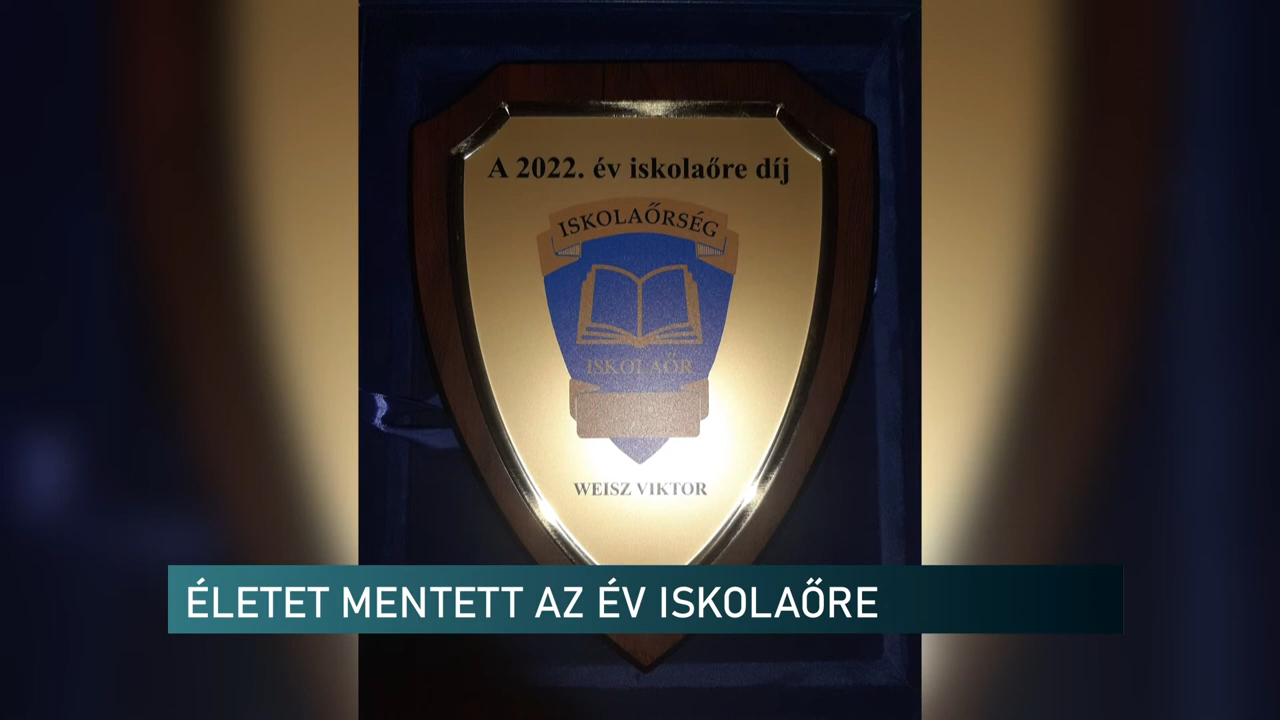 A 2022. év iskolaőre díj
ISKOLAŐRSÉG
ISKOLAŐR
WEISZ VIKTOR
ÉLETET MENTETT AZ ÉV ISKOLAŐRE